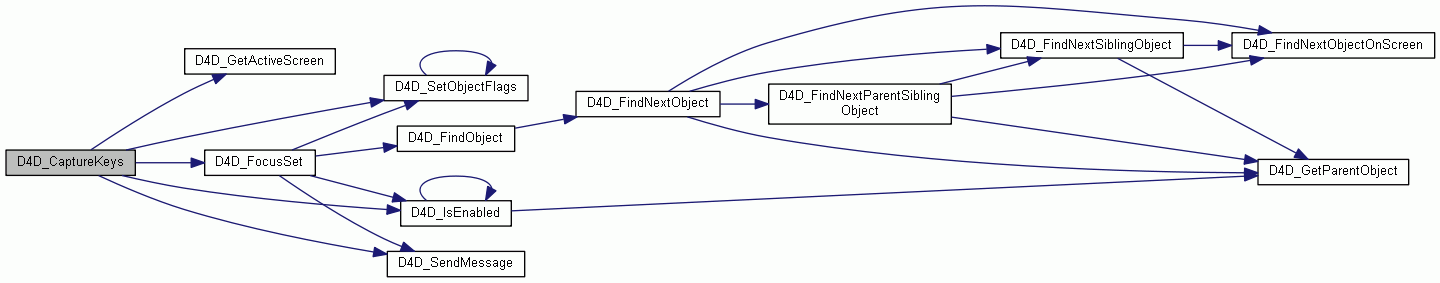 D4D_CaptureKeys
D4D_GetActiveScreen
D4D_FocusSet
D4D_SetObjectFlags
D4D_FindObject
D4D_IsEnabled
D4D_SendMessage
D4D_FindNextObject
D4D_FindNextParentSibling
Object
D4D_FindNextSiblingObject
D4D_FindNextObjectOnScreen
D4D_GetParentObject